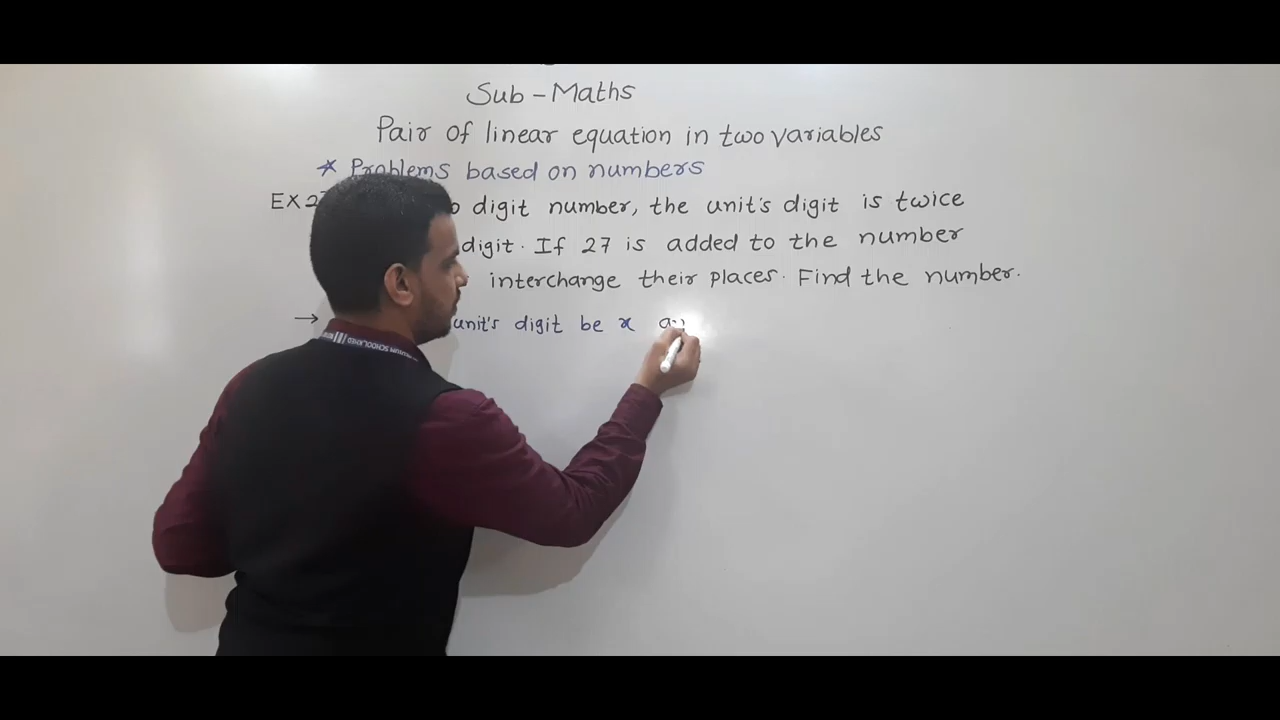 Sub - Maths
Pair of linear equation in two variables
* Problems based on numbers
EX digit number, the unit's digit is twice
digit. If 27 is added to the number
interchange their places. Find the number.
→ unit's digit be x